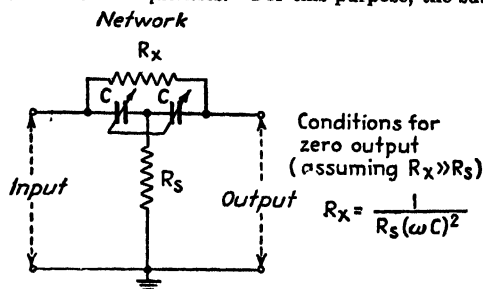 Network
Rx
C C
Rs
Input
Output
Conditions for
zero output
(assuming Rx≫Rs)
Rx = 1/Rs(ωC)²